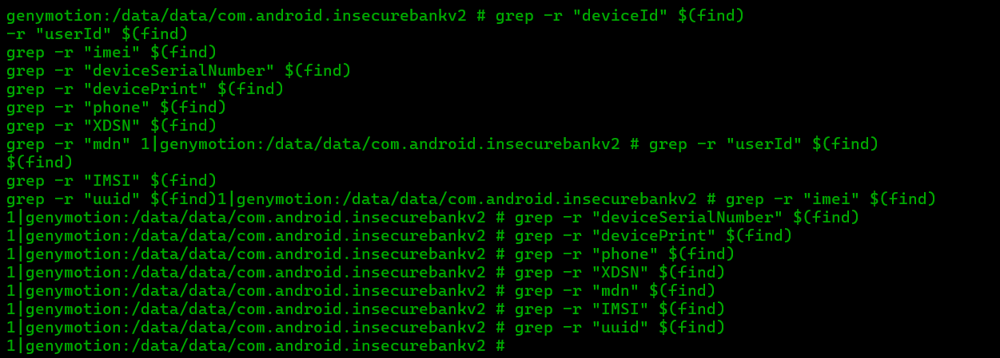 genymotion:/data/data/com.android.insecurebankv2 # grep -r "deviceId" $(find)
-r "userId" $(find)
grep -r "imei" $(find)
grep -r "deviceSerialNumber" $(find)
grep -r "devicePrint" $(find)
grep -r "phone" $(find)
grep -r "XDSN" $(find)
grep -r "mdn" 1|genymotion:/data/data/com.android.insecurebankv2 # grep -r "userId" $(find)
$(find)
grep -r "IMSI" $(find)
grep -r "uuid" $(find)1|genymotion:/data/data/com.android.insecurebankv2 # grep -r "imei" $(find)
1|genymotion:/data/data/com.android.insecurebankv2 # grep -r "deviceSerialNumber" $(find)
1|genymotion:/data/data/com.android.insecurebankv2 # grep -r "devicePrint" $(find)
1|genymotion:/data/data/com.android.insecurebankv2 # grep -r "phone" $(find)
1|genymotion:/data/data/com.android.insecurebankv2 # grep -r "XDSN" $(find)
1|genymotion:/data/data/com.android.insecurebankv2 # grep -r "mdn" $(find)
1|genymotion:/data/data/com.android.insecurebankv2 # grep -r "IMSI" $(find)
1|genymotion:/data/data/com.android.insecurebankv2 # grep -r "uuid" $(find)
1|genymotion:/data/data/com.android.insecurebankv2 #